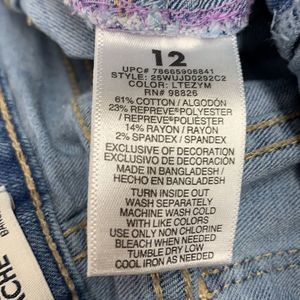 12
UPC# 78665906841
STYLE: 25WUJD0292C2
COLOR: LTEZYM
RN# 98826
61% COTTON / ALGODÓN
23% REPREVE®POLYESTER
/ REPREVE®POLIÉSTER
14% RAYON / RAYÓN
2% SPANDEX / SPANDEX
EXCLUSIVE OF DECORATION
EXCLUSIVO DE DECORACIÓN
MADE IN BANGLADESH /
HECHO EN BANGLADESH
TURN INSIDE OUT
WASH SEPARATELY
MACHINE WASH COLD
WITH LIKE COLORS
USE ONLY NON CHLORINE
BLEACH WHEN NEEDED
TUMBLE DRY LOW
COOL IRON AS NEEDED
CHE